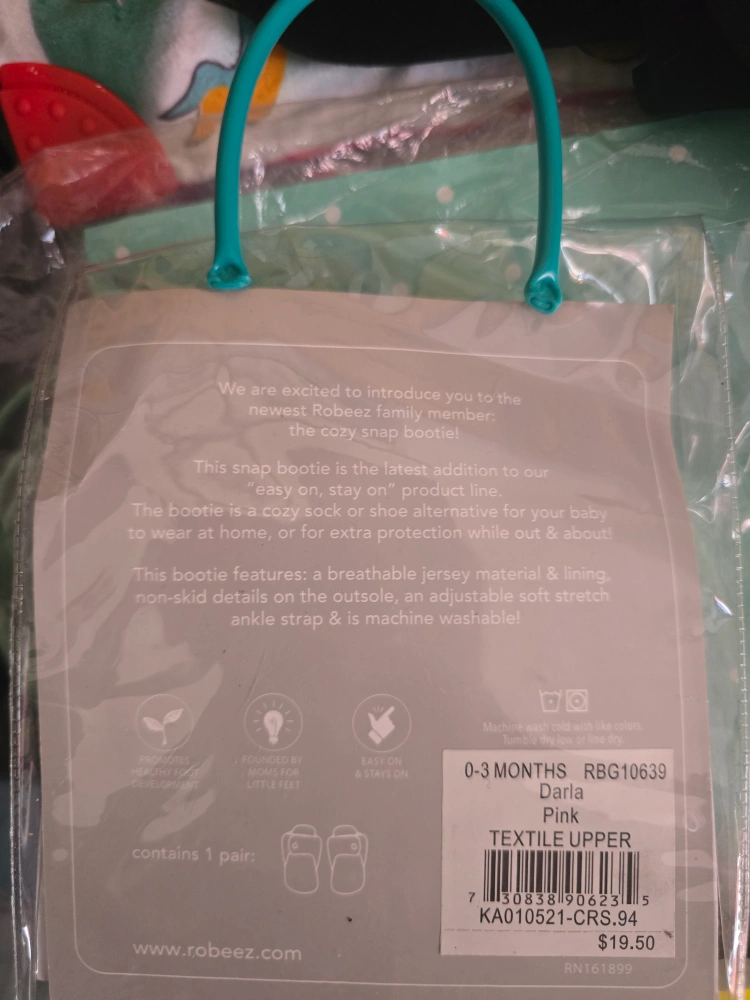 We are excited to introduce you to the
newest Robeez family member:
the cozy snap bootie!
This snap bootie is the latest addition to our
"easy on, stay on" product line.
The bootie is a cozy sock or shoe alternative for your baby
to wear at home, or for extra protection while out & about!
This bootie features: a breathable jersey material & lining,
non-skid details on the outsole, an adjustable soft stretch
ankle strap & is machine washable!
PROMOTES
HEALTHY FOOT
DEVELOPMENT
FOUNDED BY
MOMS FOR
LITTLE FEET
EASY ON
& STAYS ON
Machine wash cold with like colors.
Tumble dry low or line dry.
0-3 MONTHS RBG10639
Darla
Pink
TEXTILE UPPER
7 30838 90623 5
KA010521-CRS.94
$19.50
contains 1 pair:
www.robeez.com
RN161899